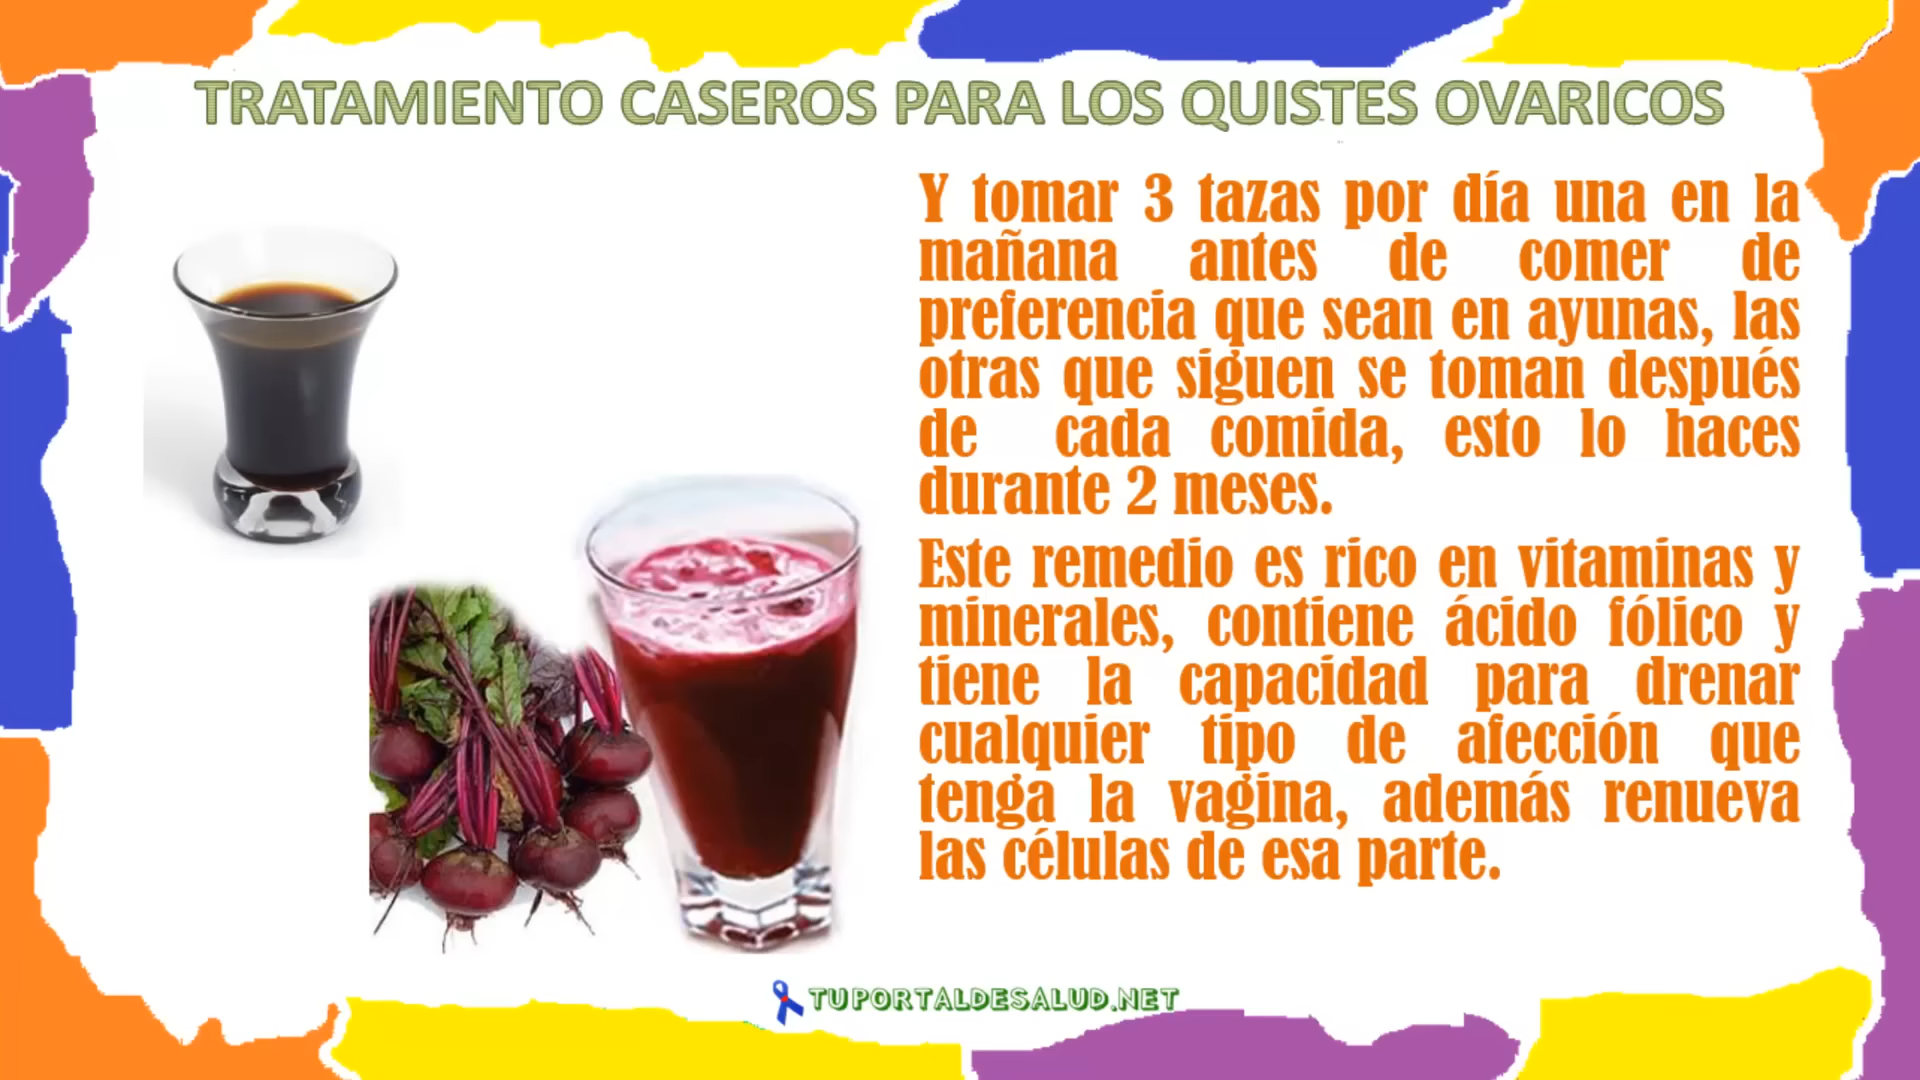 TRATAMIENTO CASEROS PARA LOS QUISTES OVARICOS
Y tomar 3 tazas por día una en la
mañana antes de comer de
preferencia que sean en ayunas, las
otras que siguen se toman después
de cada comida, esto lo haces
durante 2 meses.
Este remedio es rico en vitaminas y
minerales, contiene ácido fólico y
tiene la capacidad para drenar
cualquier tipo de afección que
tenga la vagina, además renueva
las células de esa parte.
TUPORTALDESALUD.NET